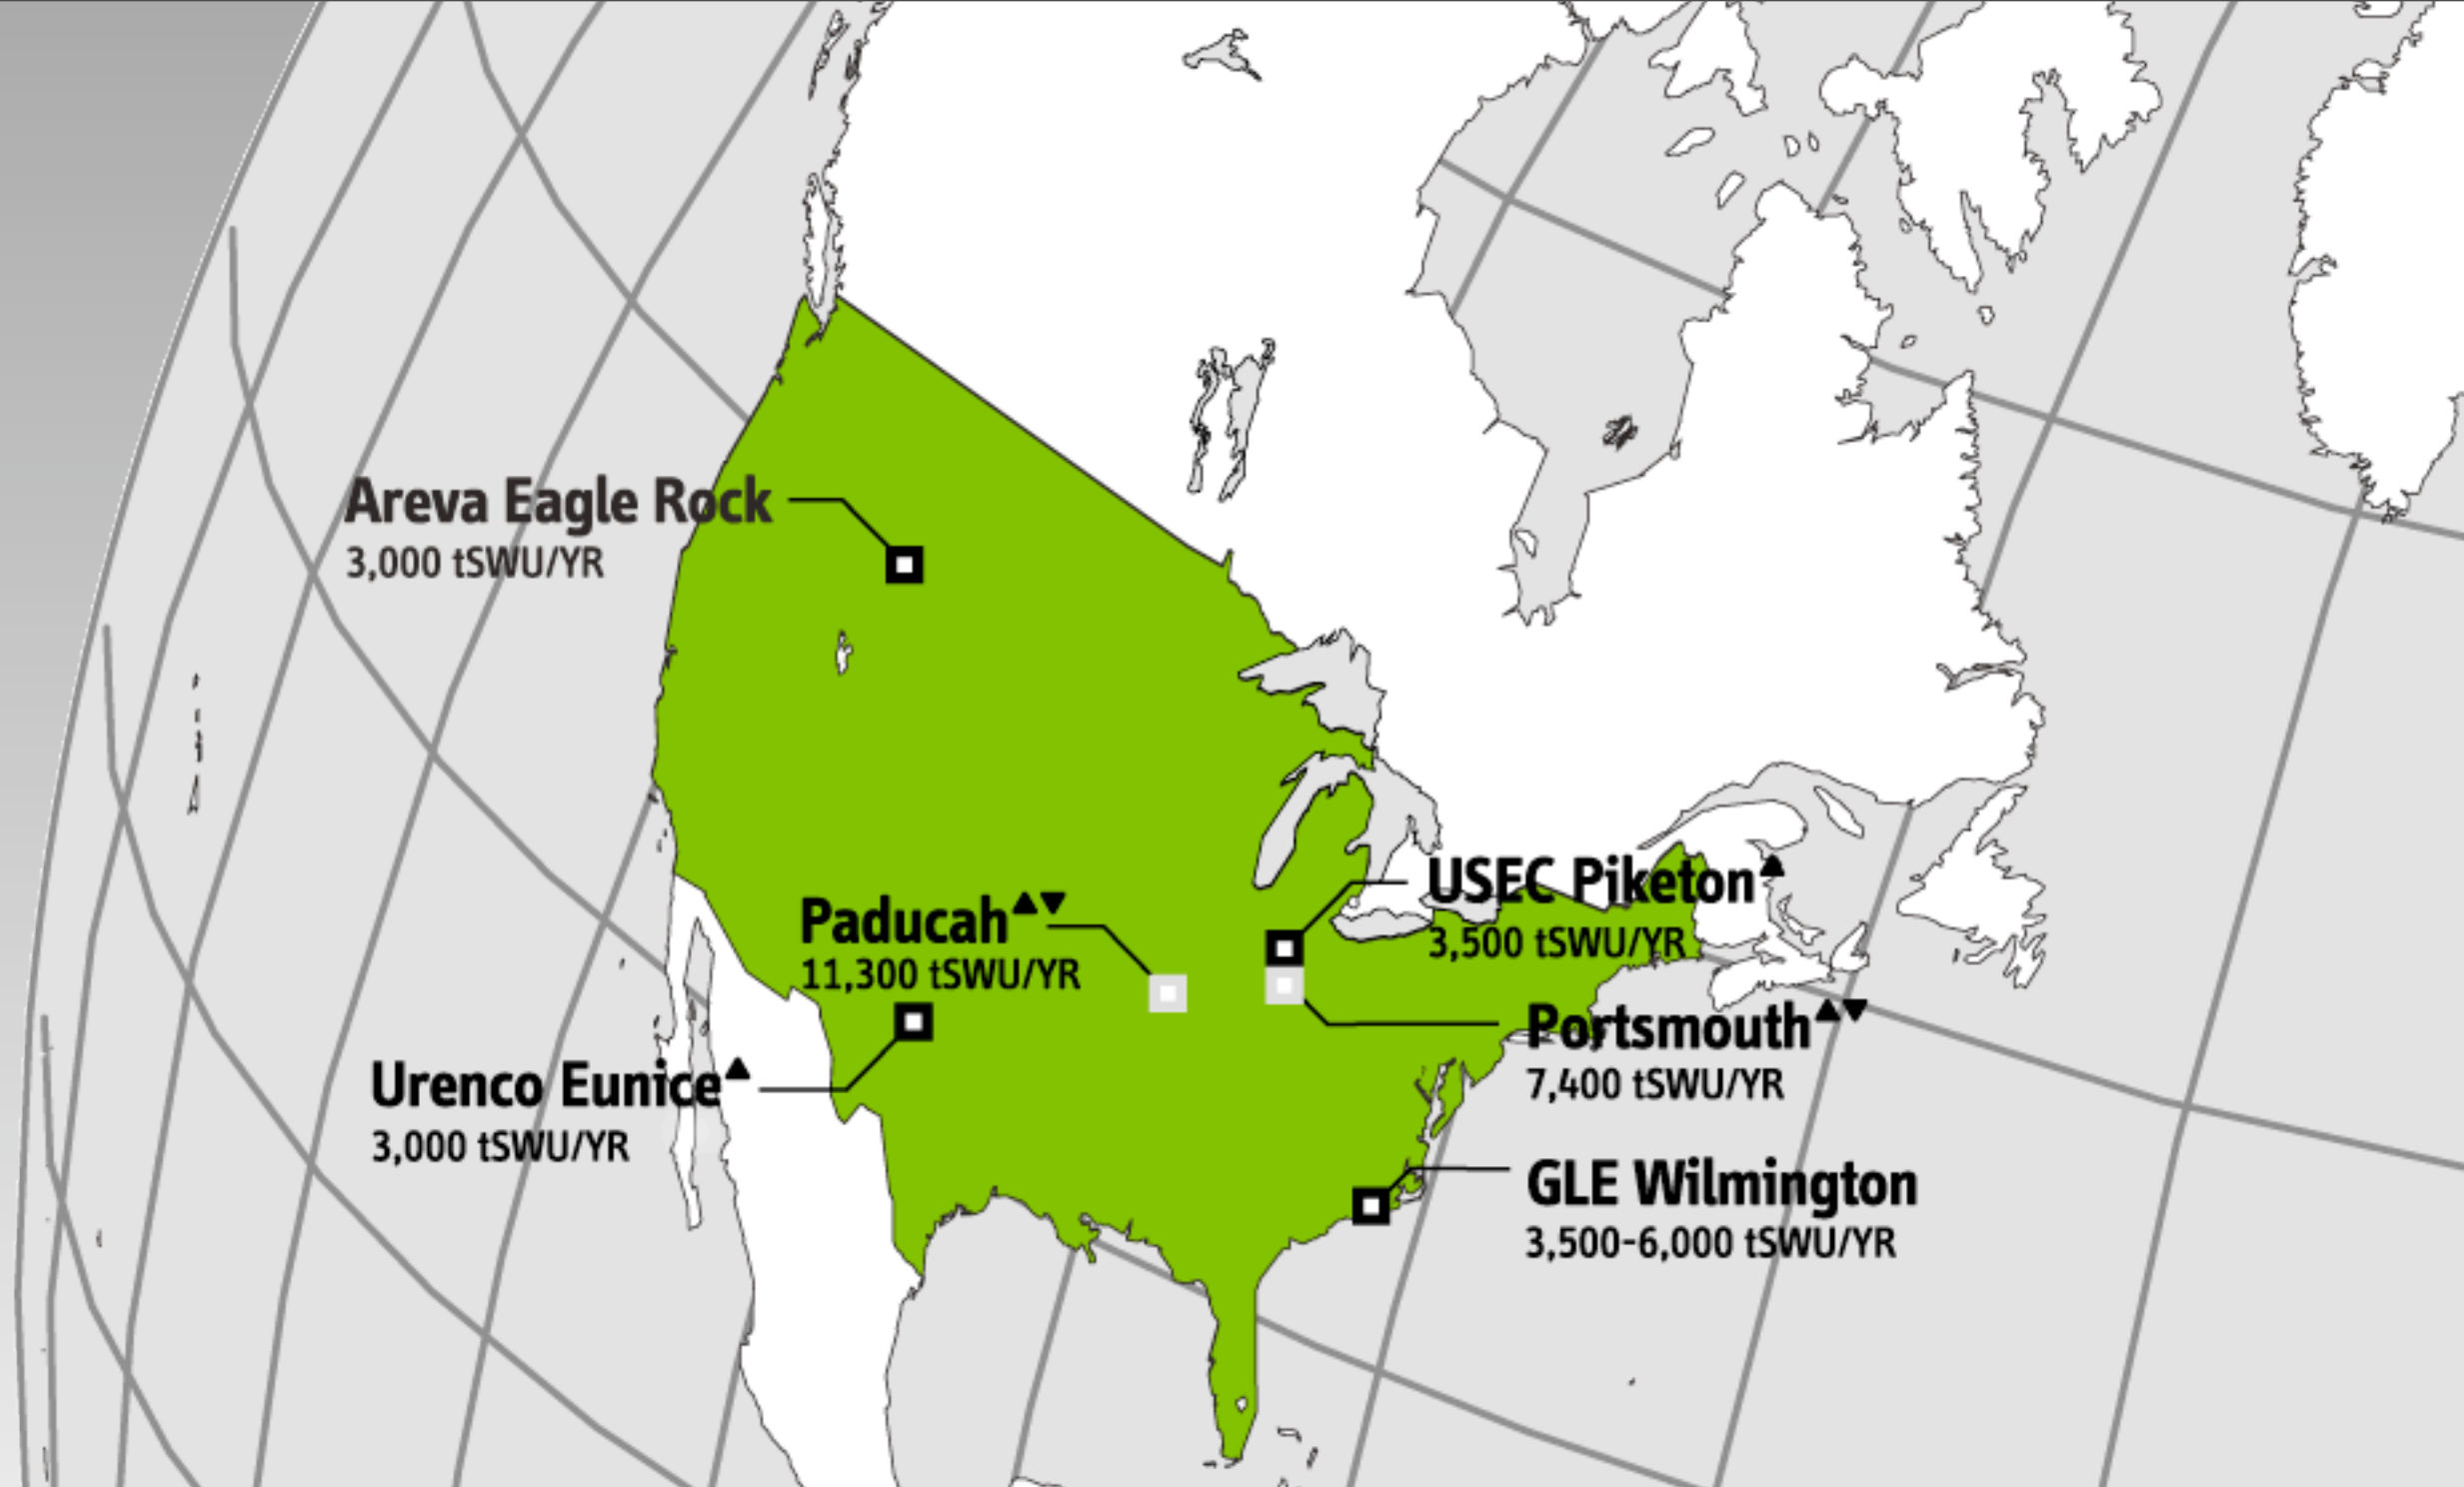 Areva Eagle Rock
3,000 tSWU/YR
USEC Piketon▲
3,500 tSWU/YR
Paducah▲▼
11,300 tSWU/YR
Portsmouth▲▼
7,400 tSWU/YR
Urenco Eunice▲
3,000 tSWU/YR
GLE Wilmington
3,500-6,000 tSWU/YR